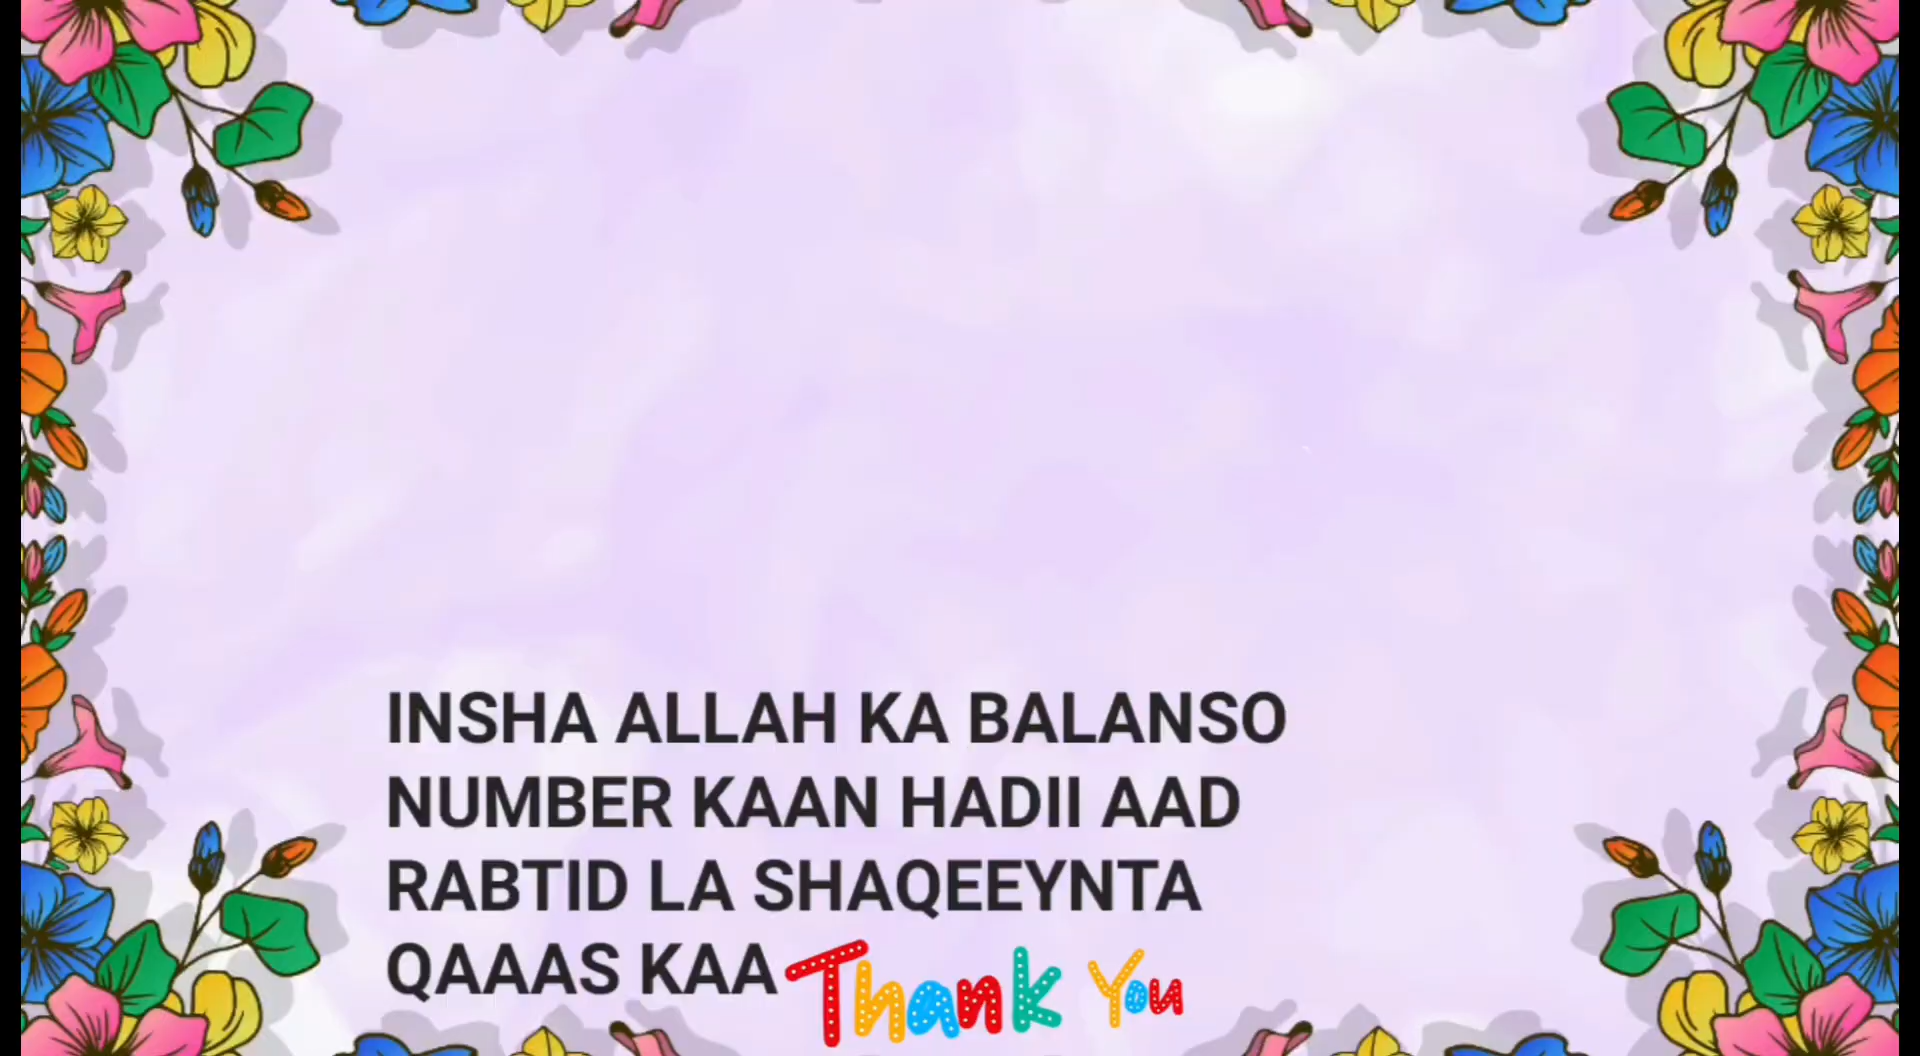 INSHA ALLAH KA BALANSO
NUMBER KAAN HADII AAD
RABTID LA SHAQEEYNTA
QAAAS KAA Thank You